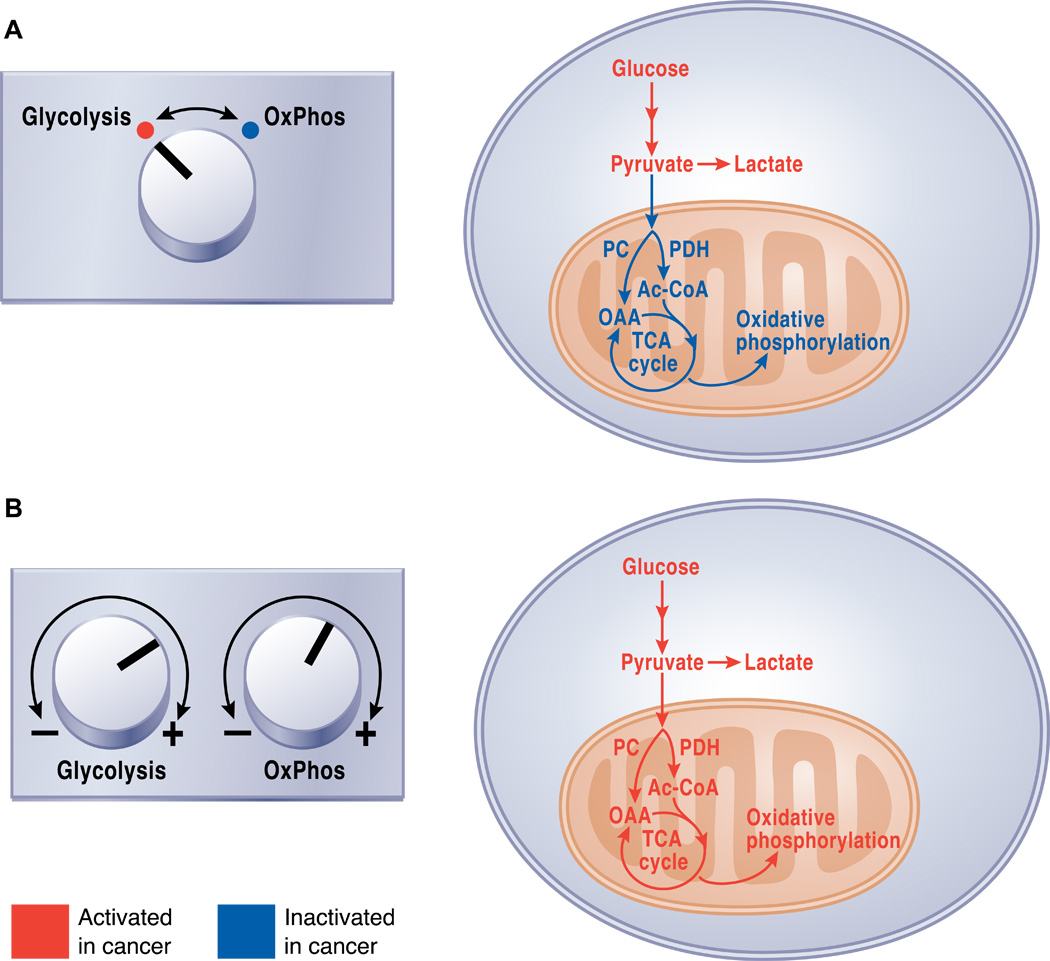 A
Glycolysis
OxPhos
Glucose
Pyruvate
Lactate
PC
PDH
Ac-CoA
OAA
TCA
cycle
Oxidative
phosphorylation
B
– +
Glycolysis
– +
OxPhos
Glucose
Pyruvate
Lactate
PC
PDH
Ac-CoA
OAA
TCA
cycle
Oxidative
phosphorylation
Activated
in cancer
Inactivated
in cancer